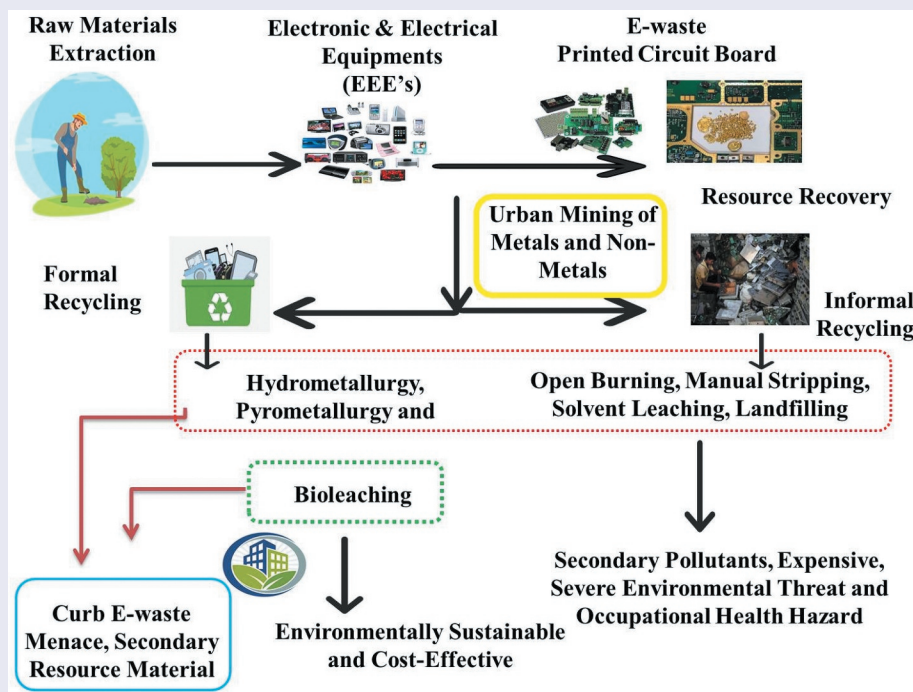 Raw Materials
Extraction
Electronic & Electrical
Equipments
(EEE's)
E-waste
Printed Circuit Board
Urban Mining of
Metals and Non-
Metals
Resource Recovery
Formal
Recycling
Informal
Recycling
Hydrometallurgy,
Pyrometallurgy and
Open Burning, Manual Stripping,
Solvent Leaching, Landfilling
Bioleaching
Curb E-waste
Menace, Secondary
Resource Material
Environmentally Sustainable
and Cost-Effective
Secondary Pollutants, Expensive,
Severe Environmental Threat and
Occupational Health Hazard